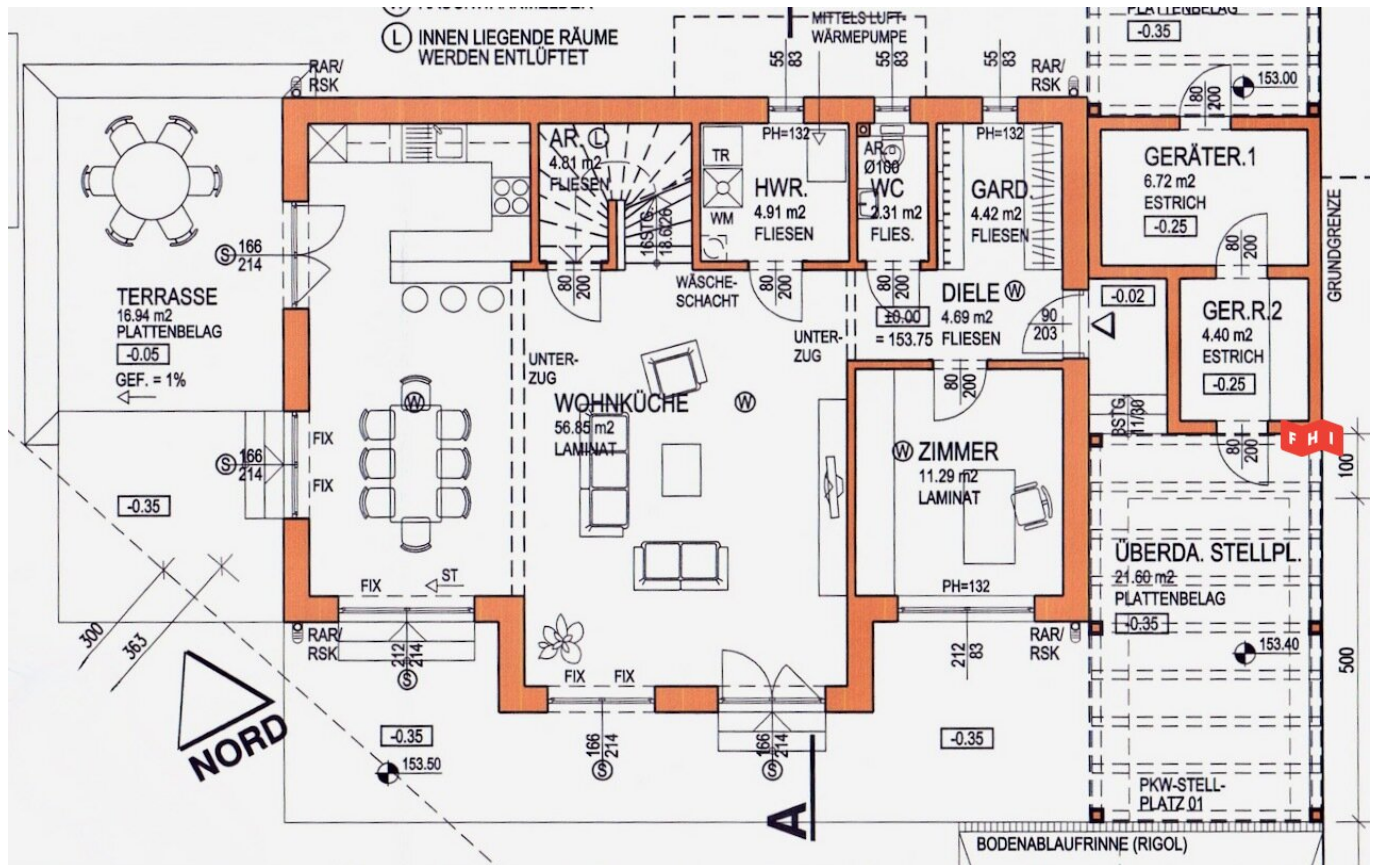 INNEN LIEGENDE RÄUME
WERDEN ENTLÜFTET
L
MITTELS LUFT-
WÄRMEPUMPE
PLATTENBELAG
-0.35
RAR/
RSK
55
83
55
83
55
83
RAR/
RSK
80
200
153.00
AR.
L
4.81 m2
FLIESEN
16STG.
PH=132
TR
WM
HWR.
4.91 m2
FLIESEN
AR.
Ø100
WC
2.31 m2
FLIES.
PH=132
GARD.
4.42 m2
FLIESEN
GERÄTER.1
6.72 m2
ESTRICH
-0.25
GRUNDGRENZE
S
166
214
TERRASSE
16.94 m2
PLATTENBELAG
-0.05
GEF. = 1%
80
200
WÄSCHE-
SCHACHT
80
200
80
200
DIELE
W
4.69 m2
FLIESEN
±0.00
= 153.75
90
203
-0.02
80
200
GER.R.2
4.40 m2
ESTRICH
-0.25
UNTER-
ZUG
UNTER-
ZUG
80
200
W
WOHNKÜCHE
56.85 m2
LAMINAT
W
W
ZIMMER
11.29 m2
LAMINAT
PH=132
11/30
80
200
FHI
100
S
166
214
FIX
FIX
-0.35
FIX
ST
300
363
NORD
RAR/
RSK
212
214
S
FIX
FIX
166
214
S
166
214
S
212
83
RAR/
RSK
-0.35
153.50
-0.35
A
ÜBERDA. STELLPL.
21.60 m2
PLATTENBELAG
-0.35
153.40
500
PKW-STELL-
PLATZ 01
BODENABLAUFRINNE (RIGOL)